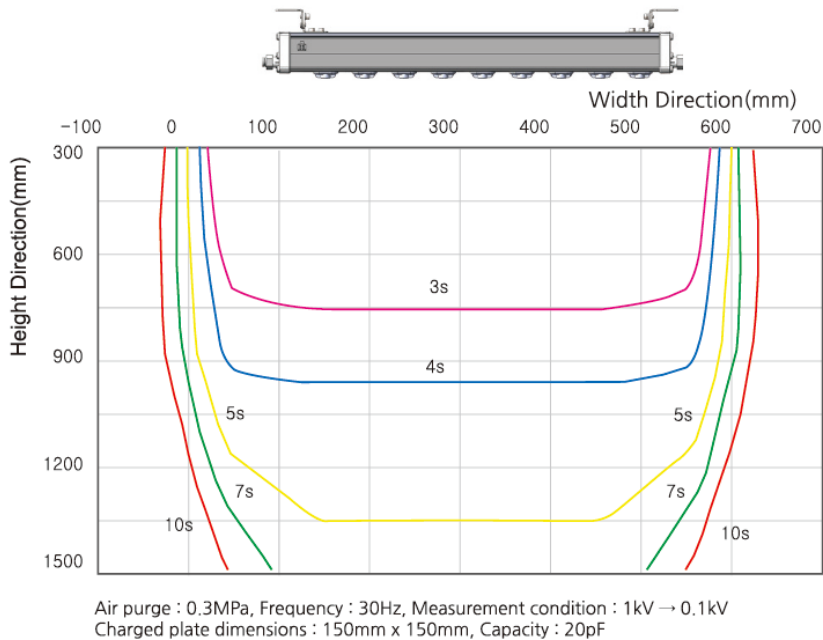 Width Direction(mm)
-100 0 100 200 300 400 500 600 700
Height Direction(mm)
300
600
3s
900
4s
5s 5s
1200
7s 7s
10s 10s
1500
Air purge : 0.3MPa, Frequency : 30Hz, Measurement condition : 1kV → 0.1kV
Charged plate dimensions : 150mm x 150mm, Capacity : 20pF